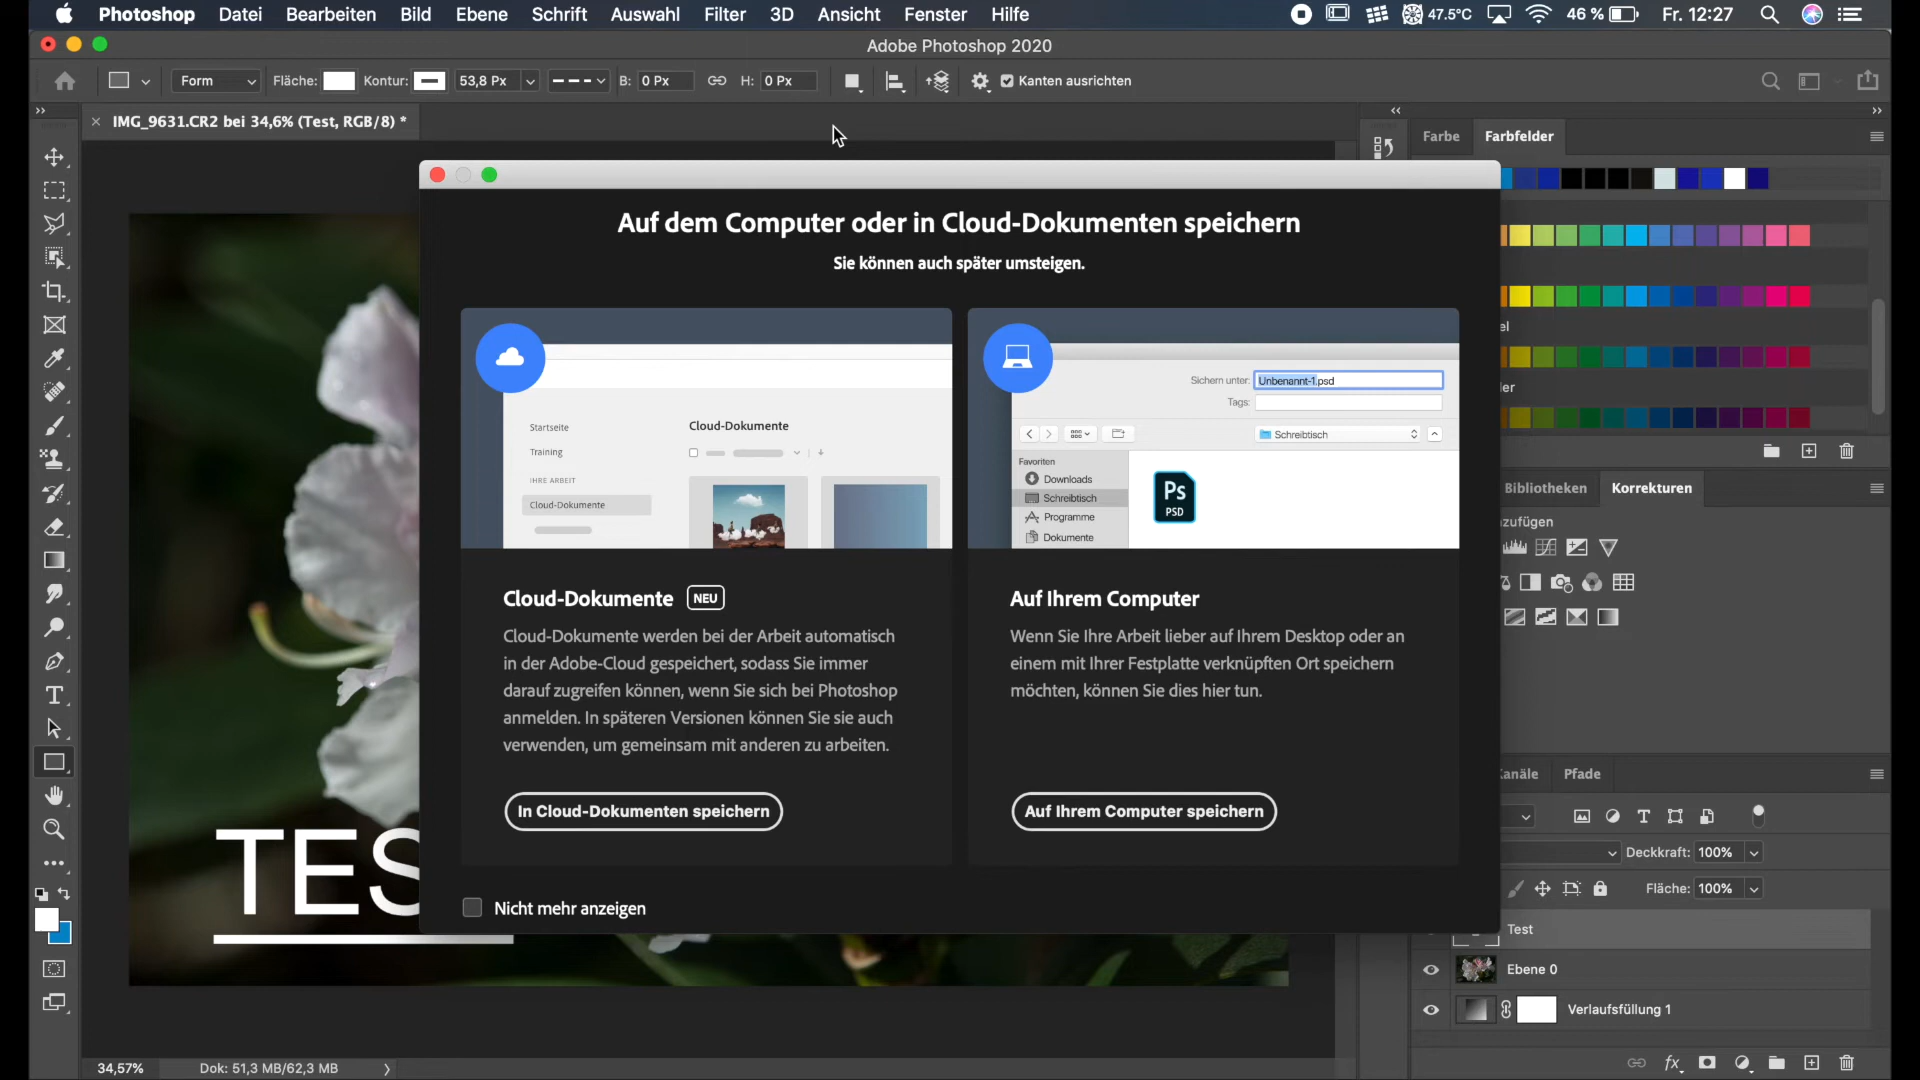 Photoshop Datei Bearbeiten Bild Ebene Schrift Auswahl Filter 3D Ansicht Fenster Hilfe 47.5°C 46 % Fr. 12:27
Adobe Photoshop 2020
Form Fläche: Kontur: 53,8 Px B: 0 Px H: 0 Px Kanten ausrichten
IMG_9631.CR2 bei 34,6% (Test, RGB/8) *
Farbe Farbfelder
Auf dem Computer oder in Cloud-Dokumenten speichern
Sie können auch später umsteigen.
Startseite
Training
IHRE ARBEIT
Cloud-Dokumente
Cloud-Dokumente
Sichern unter: Unbenannt-1.psd
Tags:
Schreibtisch
Favoriten
Downloads
Schreibtisch
Programme
Dokumente
Ps
PSD
Cloud-Dokumente NEU
Cloud-Dokumente werden bei der Arbeit automatisch
in der Adobe-Cloud gespeichert, sodass Sie immer
darauf zugreifen können, wenn Sie sich bei Photoshop
anmelden. In späteren Versionen können Sie sie auch
verwenden, um gemeinsam mit anderen zu arbeiten.
In Cloud-Dokumenten speichern
Auf Ihrem Computer
Wenn Sie Ihre Arbeit lieber auf Ihrem Desktop oder an
einem mit Ihrer Festplatte verknüpften Ort speichern
möchten, können Sie dies hier tun.
Auf Ihrem Computer speichern
Nicht mehr anzeigen
TES
el
der
Bibliotheken Korrekturen
nzufügen
Kanäle Pfade
Deckkraft: 100%
Fläche: 100%
Test
Ebene 0
Verlaufsfüllung 1
fx
34,57% Dok: 51,3 MB/62,3 MB